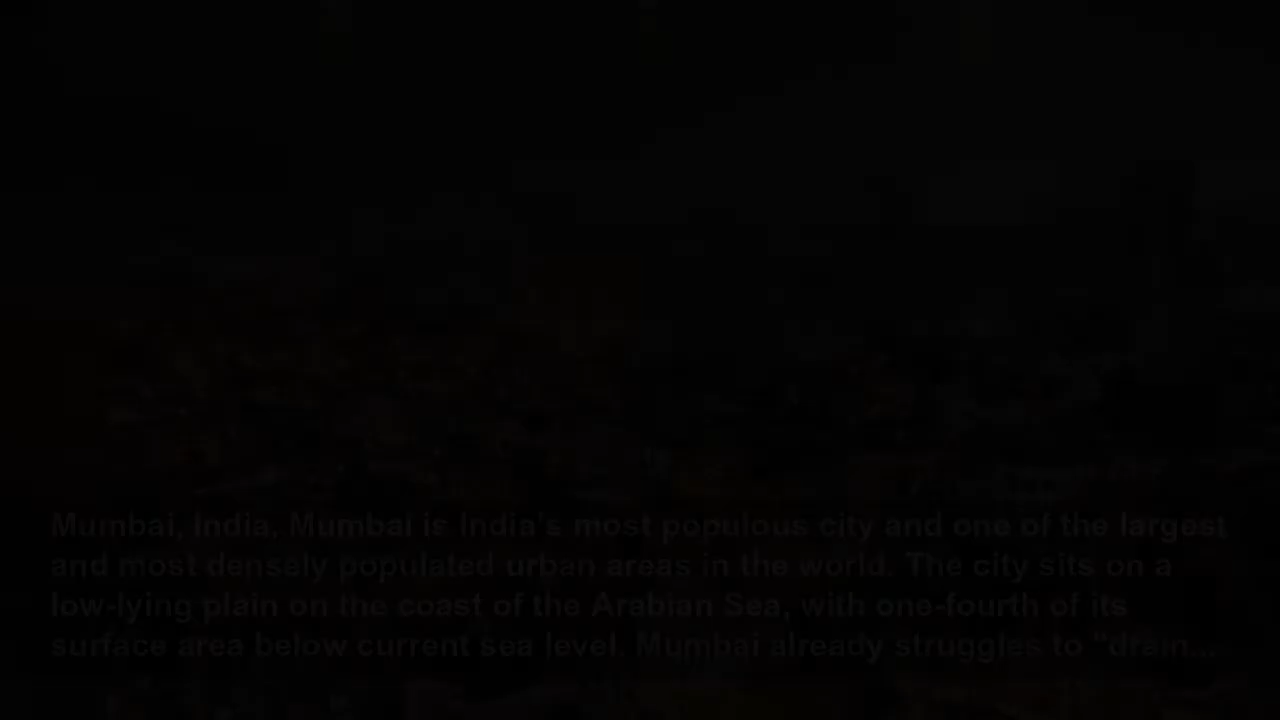 Mumbai, India. Mumbai is India's most populous city and one of the largest
and most densely populated urban areas in the world. The city sits on a
low-lying plain on the coast of the Arabian Sea, with one-fourth of its
surface area below current sea level. Mumbai already struggles to "drain...